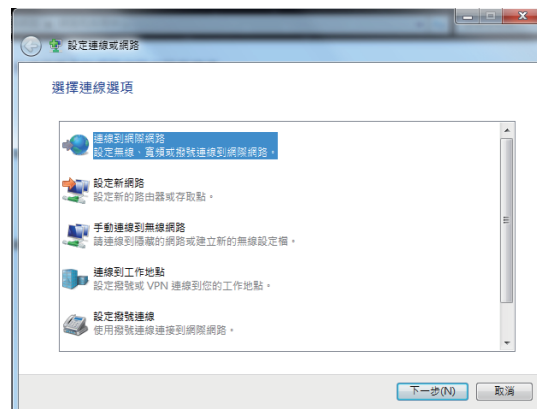 設定連線或網路
選擇連線選項
連線到網際網路
設定無線、寬頻或撥號連線到網際網路。
設定新網路
設定新的路由器或存取點。
手動連線到無線網路
請連線到隱藏的網路或建立新的無線設定檔。
連線到工作地點
設定撥號或 VPN 連線到您的工作地點。
設定撥號連線
使用撥號連線連接到網際網路。
下一步(N)
取消